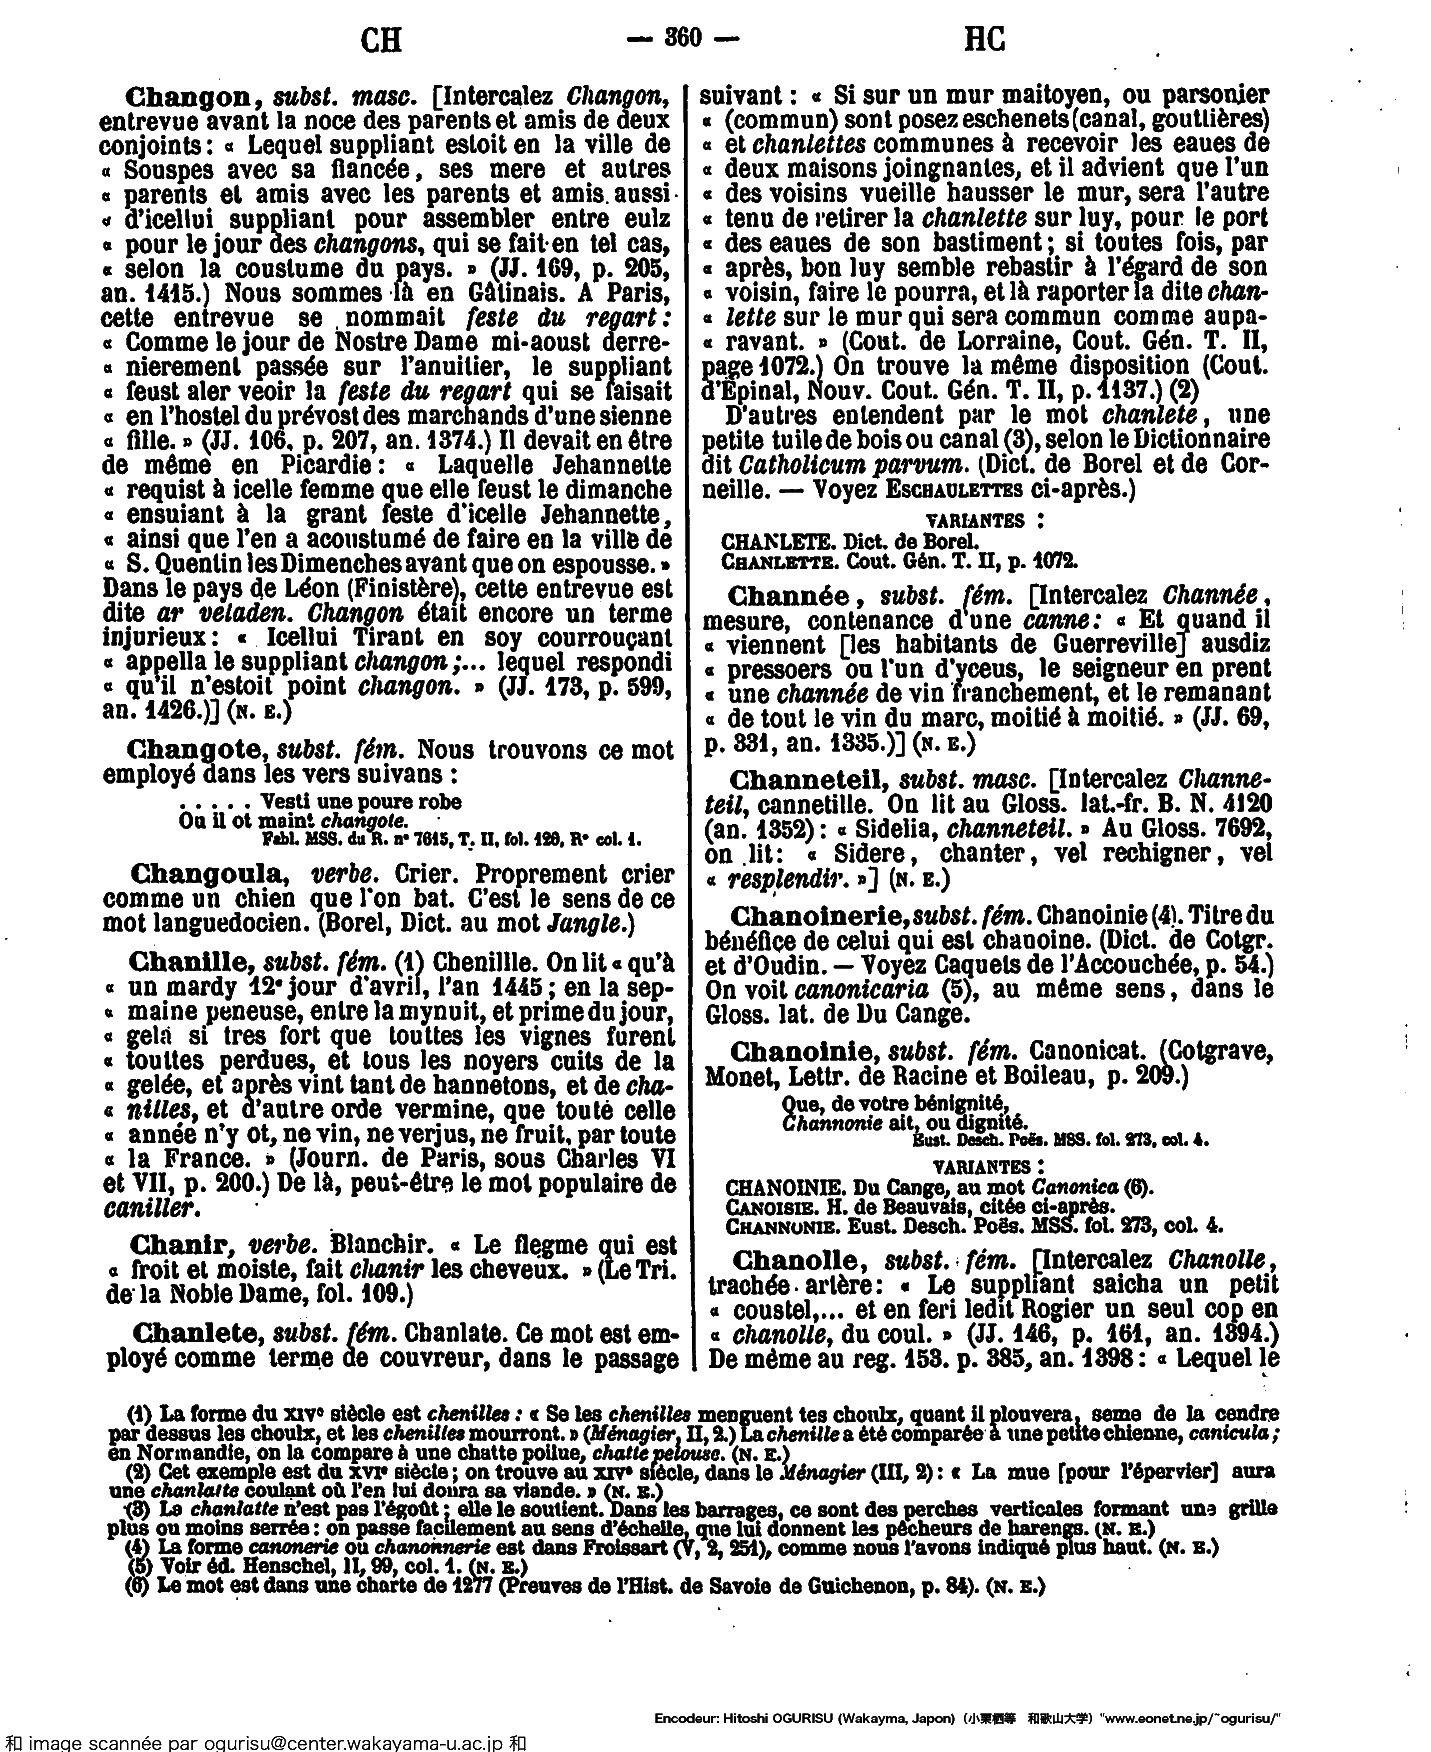 CH — 360 — HC
Changon, subst. masc. [Intercalez Changon,
entrevue avant la noce des parents et amis de deux
conjoints : « Lequel suppliant estoit en la ville de
« Souspes avec sa fiancée, ses mere et autres
« parents et amis avec les parents et amis aussi
« d'icellui suppliant pour assembler entre eulz
« pour le jour des changons, qui se fait en tel cas,
« selon la coustume du pays. » (JJ. 169, p. 205,
an. 1415.) Nous sommes là en Gâtinais. A Paris,
cette entrevue se nommait feste du regart :
« Comme le jour de Nostre Dame mi-aoust derre-
« nierement passée sur l'anuitier, le suppliant
« feust aler veoir la feste du regart qui se faisait
« en l'hostel du prévost des marchands d'une sienne
« fille. » (JJ. 106, p. 207, an. 1374.) Il devait en être
de même en Picardie : « Laquelle Jehannette
« requist à icelle femme que elle feust le dimanche
« ensuiant à la grant feste d'icelle Jehannette,
« ainsi que l'en a acoustumé de faire en la ville de
« S. Quentin les Dimenches avant que on espousse. »
Dans le pays de Léon (Finistère), cette entrevue est
dite ar veladen. Changon était encore un terme
injurieux : « Icellui Tirant en soy courrouçant
« appella le suppliant changon ;... lequel respondi
« qu'il n'estoit point changon. » (JJ. 173, p. 599,
an. 1426.)] (N. E.)
Changote, subst. fém. Nous trouvons ce mot
employé dans les vers suivans :
. . . . . Vesti une poure robe
Ou il ot maint changote.
Fabl. MSS. du R. nº 7615, T. II, fol. 126, Rº col. 1.
Changoula, verbe. Crier. Proprement crier
comme un chien que l'on bat. C'est le sens de ce
mot languedocien. (Borel, Dict. au mot Jangle.)
Chanille, subst. fém. (1) Chenillle. On lit « qu'à
« un mardy 12ᵉ jour d'avril, l'an 1445 ; en la sep-
« maine peneuse, entre la mynuit, et prime du jour,
« gela si tres fort que touttes les vignes furent
« touttes perdues, et tous les noyers cuits de la
« gelée, et après vint tant de hannetons, et de cha-
« nilles, et d'autre orde vermine, que toute celle
« année n'y ot, ne vin, ne verjus, ne fruit, par toute
« la France. » (Journ. de Paris, sous Charles VI
et VII, p. 200.) De là, peut-être le mot populaire de
caniller.
Chanir, verbe. Blanchir. « Le flegme qui est
« froit et moiste, fait chanir les cheveux. » (Le Tri.
de la Noble Dame, fol. 109.)
Chanlete, subst. fém. Chanlate. Ce mot est em-
ployé comme terme de couvreur, dans le passage
suivant : « Si sur un mur maitoyen, ou parsonier
« (commun) sont posez eschenets (canal, goutlières)
« et chanlettes communes à recevoir les eaues de
« deux maisons joingnantes, et il advient que l'un
« des voisins vueille hausser le mur, sera l'autre
« tenu de retirer la chanlette sur luy, pour le port
« des eaues de son bastiment ; si toutes fois, par
« après, bon luy semble rebastir à l'égard de son
« voisin, faire le pourra, et là raporter la dite chan-
« lette sur le mur qui sera commun comme aupa-
« ravant. » (Cout. de Lorraine, Cout. Gén. T. II,
page 1072.) On trouve la même disposition (Cout.
d'Épinal, Nouv. Cout. Gén. T. II, p. 1137.) (2)
D'autres entendent par le mot chanlete, une
petite tuile de bois ou canal (3), selon le Dictionnaire
dit Catholicum parvum. (Dict. de Borel et de Cor-
neille. — Voyez ESCHAULETTES ci-après.)
VARIANTES :
CHANLETE. Dict. de Borel.
CHANLETTE. Cout. Gén. T. II, p. 1072.
Channée, subst. fém. [Intercalez Channée,
mesure, contenance d'une canne : « Et quand il
« viennent [les habitants de Guerreville] ausdiz
« pressoers ou l'un d'yceus, le seigneur en prent
« une channée de vin franchement, et le remanant
« de tout le vin du marc, moitié à moitié. » (JJ. 69,
p. 331, an. 1335.)] (N. E.)
Channeteil, subst. masc. [Intercalez Channe-
teil, cannetille. On lit au Gloss. lat.-fr. B. N. 4120
(an. 1352) : « Sidelia, channeteil. » Au Gloss. 7692,
on lit : « Sidere, chanter, vel rechigner, vel
« resplendir. »] (N. E.)
Chanoinerie, subst. fém. Chanoinie (4). Titre du
bénéfice de celui qui est chanoine. (Dict. de Cotgr.
et d'Oudin. — Voyez Caquets de l'Accouchée, p. 54.)
On voit canonicaria (5), au même sens, dans le
Gloss. lat. de Du Cange.
Chanoinie, subst. fém. Canonicat. (Cotgrave,
Monet, Lettr. de Racine et Boileau, p. 209.)
Que, de votre bénignité,
Channonie ait, ou dignité.
Eust. Desch. Poës. MSS. fol. 273, col. 4.
VARIANTES :
CHANOINIE. Du Cange, au mot Canonica (6).
CANOISIE. H. de Beauvais, citée ci-après.
CHANNONIE. Eust. Desch. Poës. MSS. fol. 273, col. 4.
Chanolle, subst. fém. [Intercalez Chanolle,
trachée artère : « Le suppliant saicha un petit
« coustel,... et en feri ledit Rogier un seul cop en
« chanolle, du coul. » (JJ. 146, p. 161, an. 1394.)
De même au reg. 153. p. 385, an. 1398 : « Lequel le
(1) La forme du XIVᵉ siècle est chenilles : « Se les chenilles menguent tes choulx, quant il plouvera, seme de la cendre
par dessus les choulx, et les chenilles mourront. » (Ménagier, II, 2.) La chenille a été comparée à une petite chienne, canicula ;
en Normandie, on la compare à une chatte poilue, chatte pelouse. (N. E.)
(2) Cet exemple est du XVIᵉ siècle ; on trouve au XIVᵉ siècle, dans le Ménagier (III, 2) : « La mue [pour l'épervier] aura
une chanlatte coulant où l'en lui donra sa viande. » (N. E.)
(3) La chanlatte n'est pas l'égoût ; elle le soutient. Dans les barrages, ce sont des perches verticales formant une grille
plus ou moins serrée : on passe facilement au sens d'échelle, que lui donnent les pêcheurs de harengs. (N. E.)
(4) La forme canonerie ou chanonnerie est dans Froissart (V, 2, 251), comme nous l'avons indiqué plus haut. (N. E.)
(5) Voir éd. Henschel, II, 99, col. 1. (N. E.)
(6) Le mot est dans une charte de 1277 (Preuves de l'Hist. de Savoie de Guichenon, p. 84). (N. E.)
Encodeur: Hitoshi OGURISU (Wakayma, Japon) (小栗栖等 和歌山大学) "www.eonet.ne.jp/~ogurisu/"
和 image scannée par ogurisu@center.wakayama-u.ac.jp 和